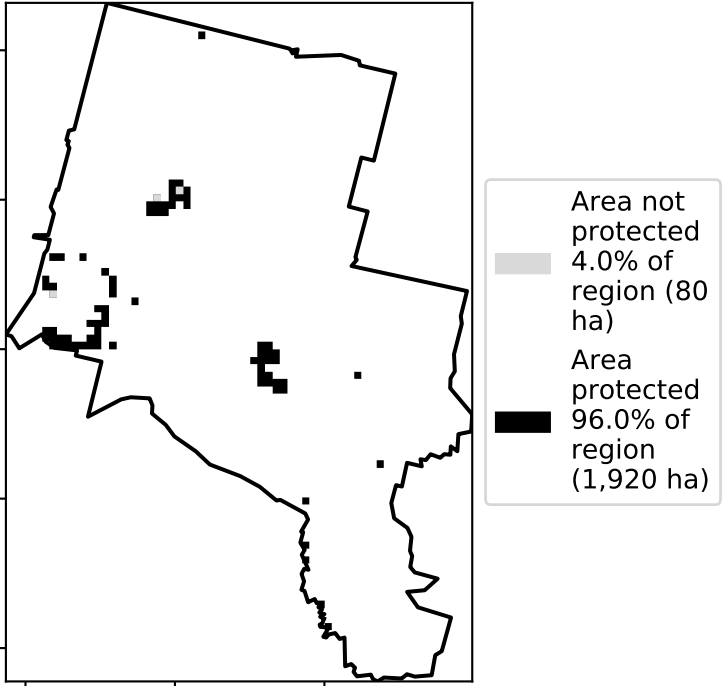 Area not
protected
4.0% of
region (80
ha)
Area
protected
96.0% of
region
(1,920 ha)